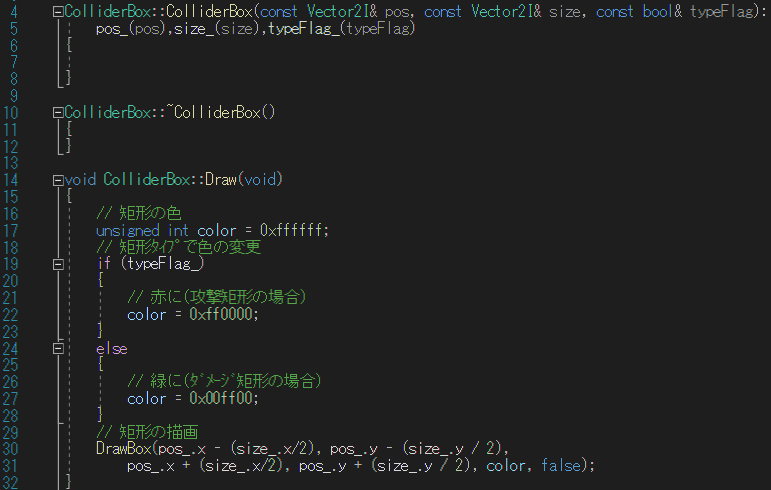 4 ColliderBox::ColliderBox(const Vector2I& pos, const Vector2I& size, const bool& typeFlag):
5 pos_(pos),size_(size),typeFlag_(typeFlag)
6 {
7
8 }
9
10 ColliderBox::~ColliderBox()
11 {
12 }
13
14 void ColliderBox::Draw(void)
15 {
16 // 矩形の色
17 unsigned int color = 0xffffff;
18 // 矩形ﾀｲﾌﾟで色の変更
19 if (typeFlag_)
20 {
21 // 赤に(攻撃矩形の場合)
22 color = 0xff0000;
23 }
24 else
25 {
26 // 緑に(ﾀﾞﾒｰｼﾞ矩形の場合)
27 color = 0x00ff00;
28 }
29 // 矩形の描画
30 DrawBox(pos_.x - (size_.x/2), pos_.y - (size_.y / 2),
31 pos_.x + (size_.x/2), pos_.y + (size_.y / 2), color, false);
32 }